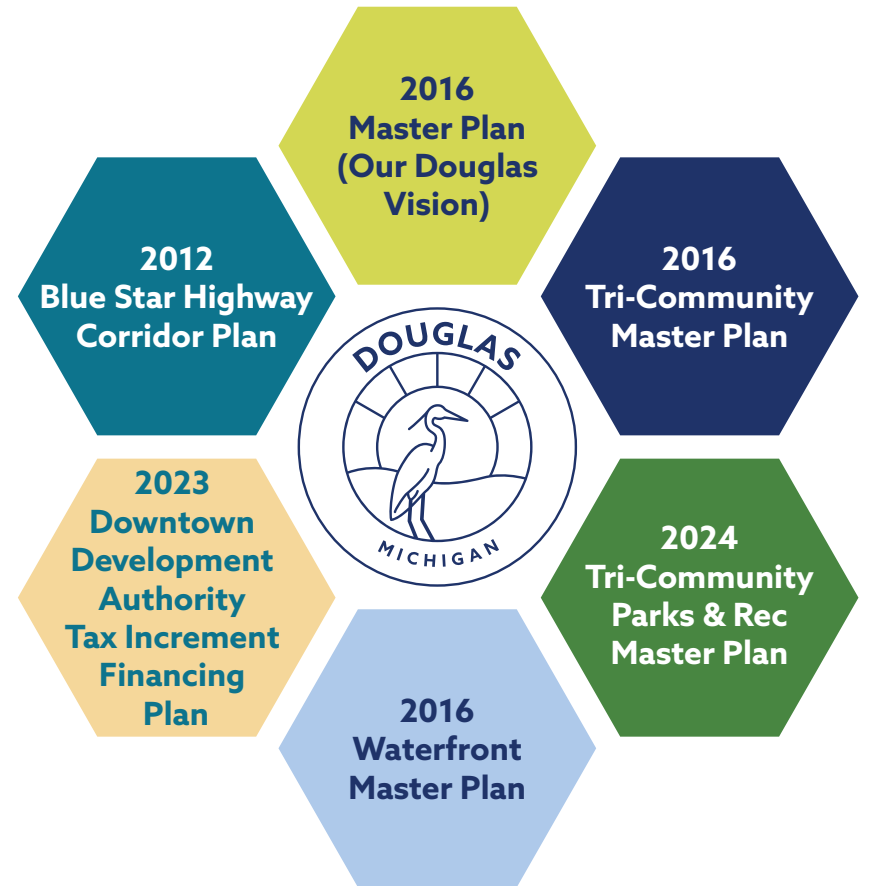 2016
Master Plan
(Our Douglas
Vision)
2012
Blue Star Highway
Corridor Plan
2016
Tri-Community
Master Plan
DOUGLAS
MICHIGAN
2023
Downtown
Development
Authority
Tax Increment
Financing
Plan
2024
Tri-Community
Parks & Rec
Master Plan
2016
Waterfront
Master Plan